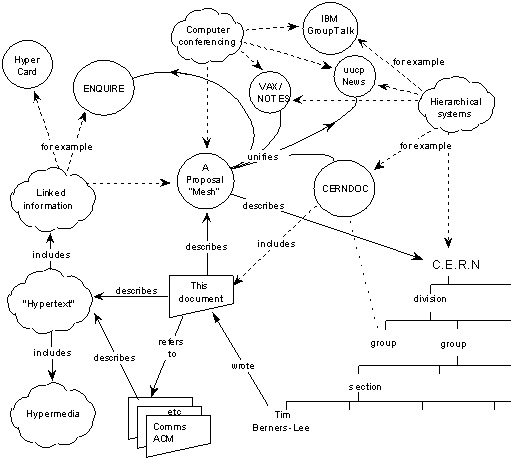 IBM
GroupTalk
Computer
conferencing
Hyper
Card
ENQUIRE
VAX/
NOTES
uucp
News
for example
Hierarchical
systems
for example
unifies
for example
A
Proposal
"Mesh"
CERNDOC
Linked
information
describes
includes
describes
includes
C.E.R.N
This
document
describes
"Hypertext"
division
refers
to
group
group
includes
describes
wrote
section
Hypermedia
etc
Comms
ACM
Tim
Berners-Lee